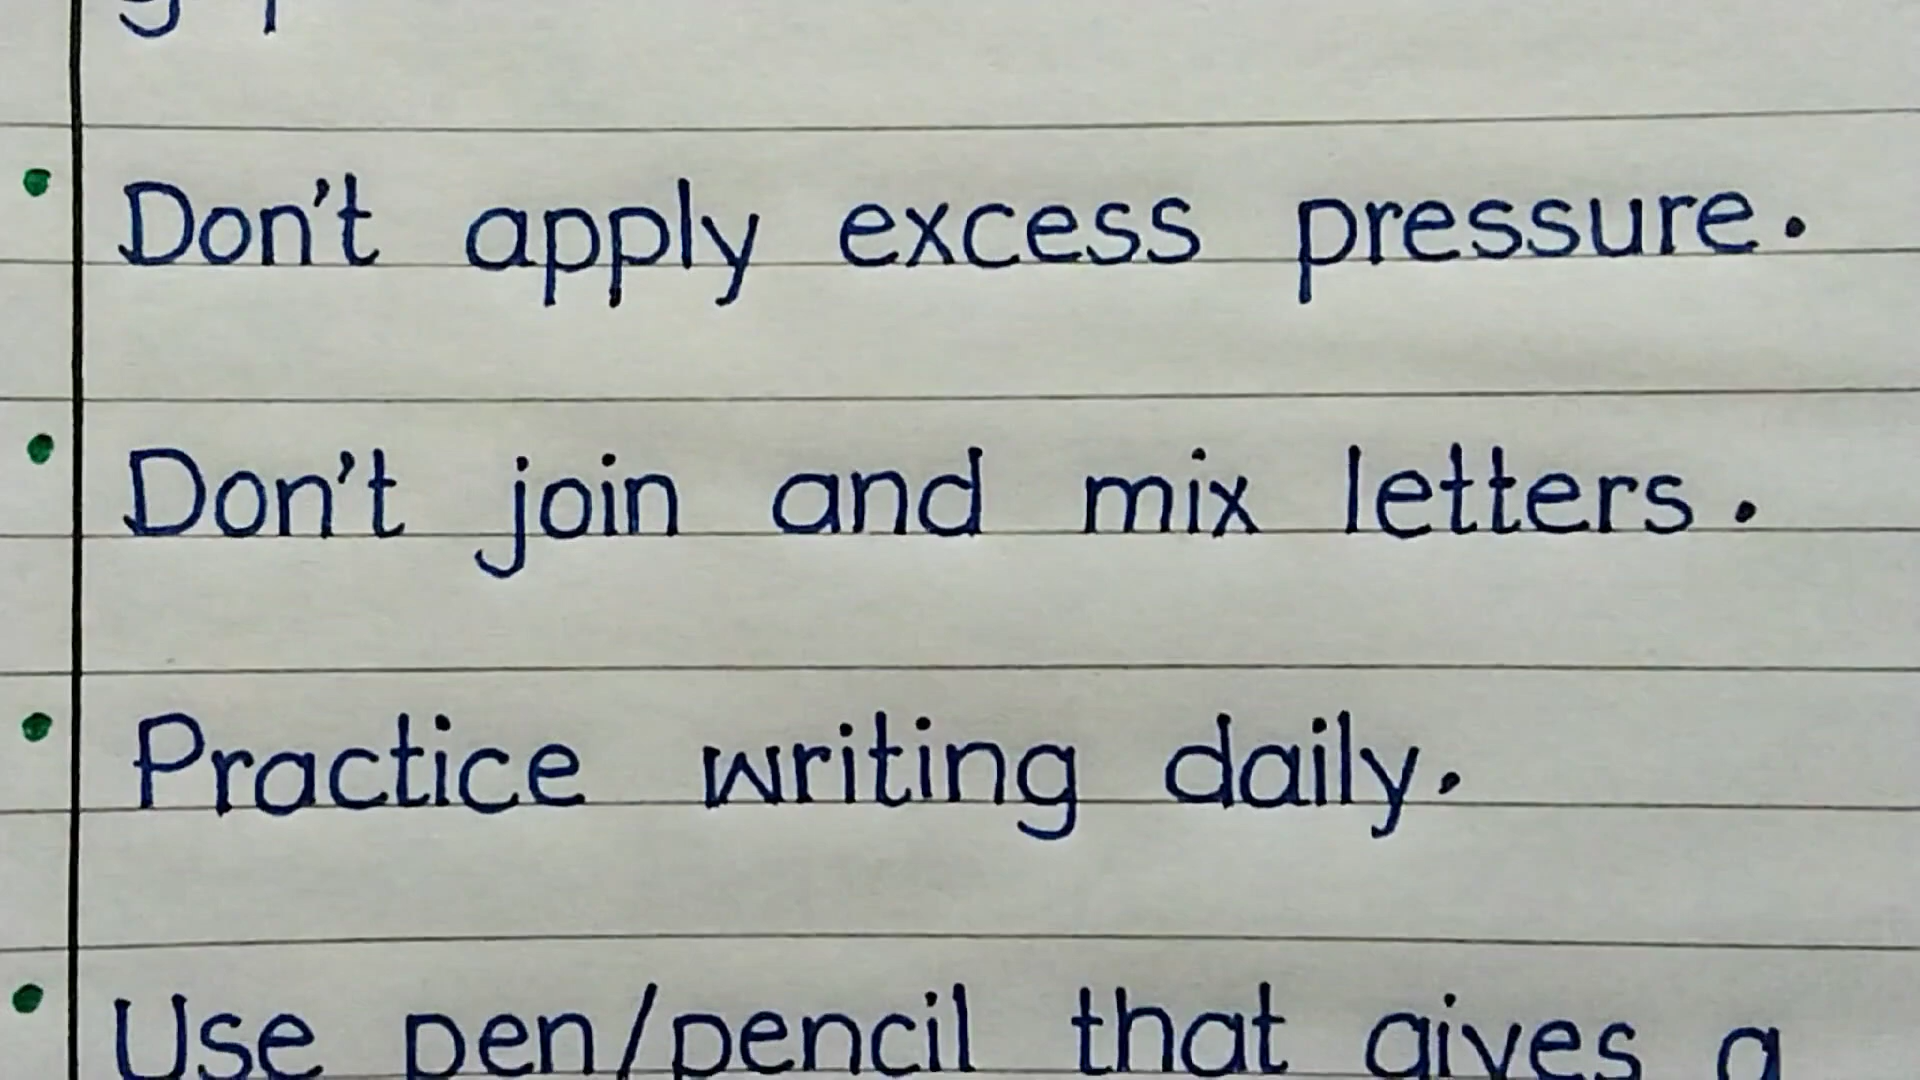 Don't apply excess pressure.
Don't join and mix letters.
Practice writing daily.
Use pen/pencil that gives a